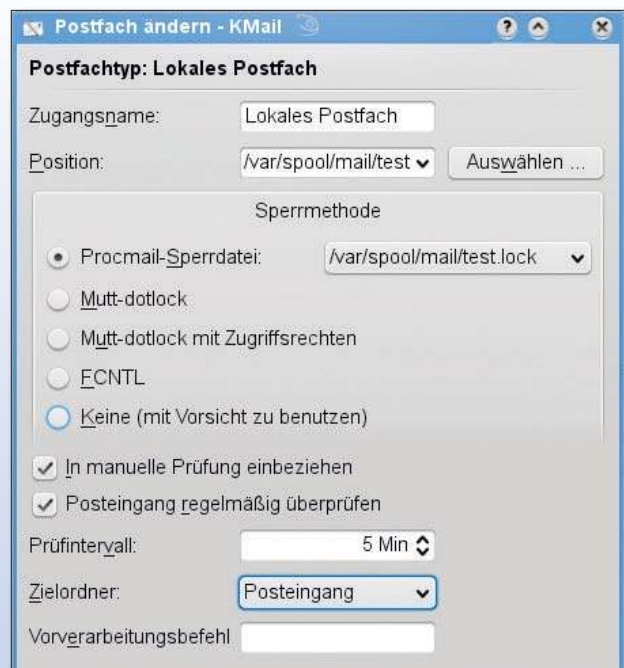 Postfach ändern - KMail
Postfachtyp: Lokales Postfach
Zugangsname: Lokales Postfach
Position: /var/spool/mail/test Auswählen ...
Sperrmethode
Procmail-Sperrdatei: /var/spool/mail/test.lock
Mutt-dotlock
Mutt-dotlock mit Zugriffsrechten
FCNTL
Keine (mit Vorsicht zu benutzen)
In manuelle Prüfung einbeziehen
Posteingang regelmäßig überprüfen
Prüfintervall: 5 Min
Zielordner: Posteingang
Vorverarbeitungsbefehl